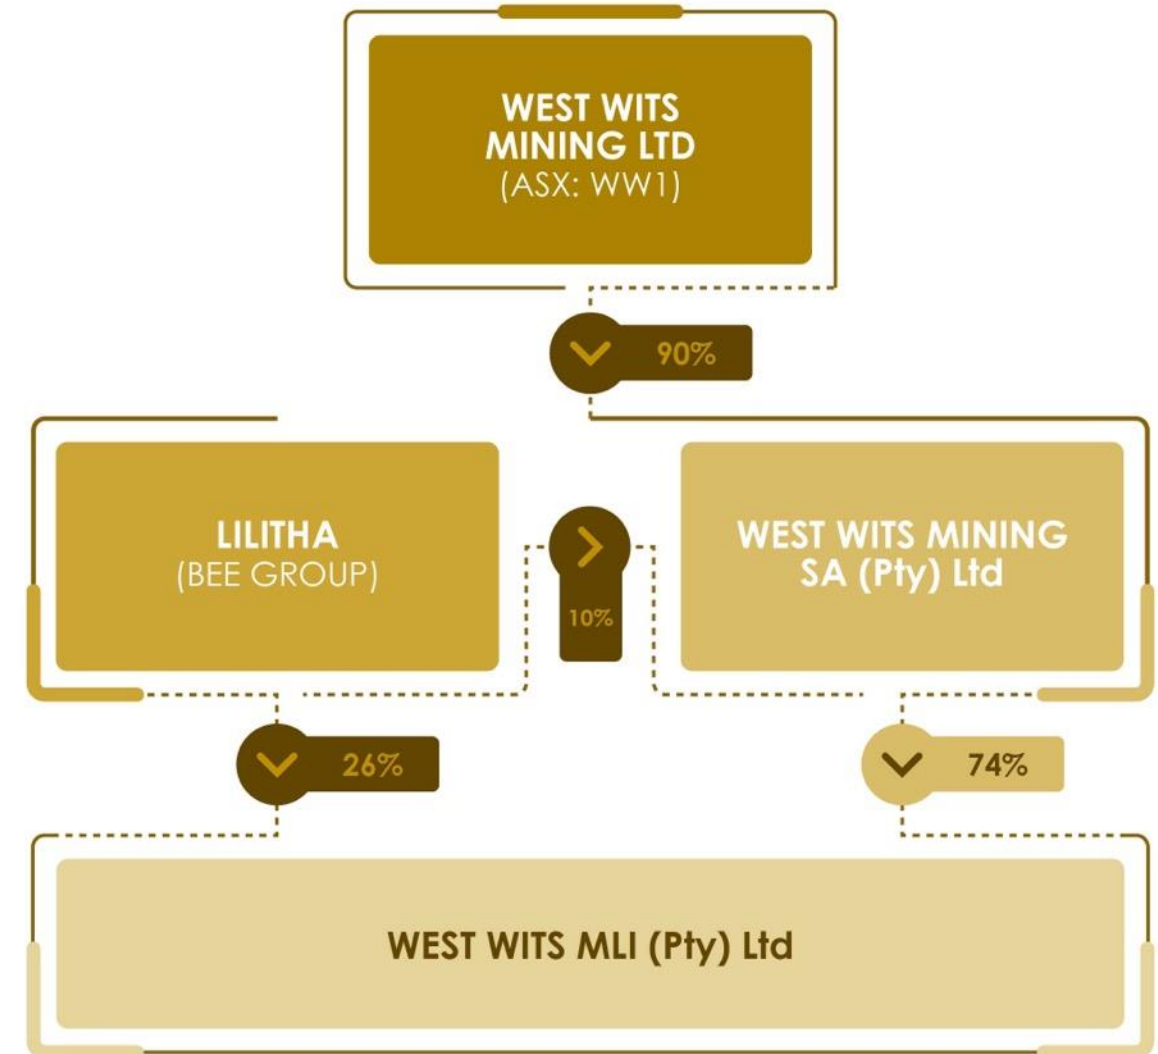 WEST WITS
MINING LTD
(ASX: WW1)
90%
LILITHA
(BEE GROUP)
10%
WEST WITS MINING
SA (Pty) Ltd
26%
74%
WEST WITS MLI (Pty) Ltd